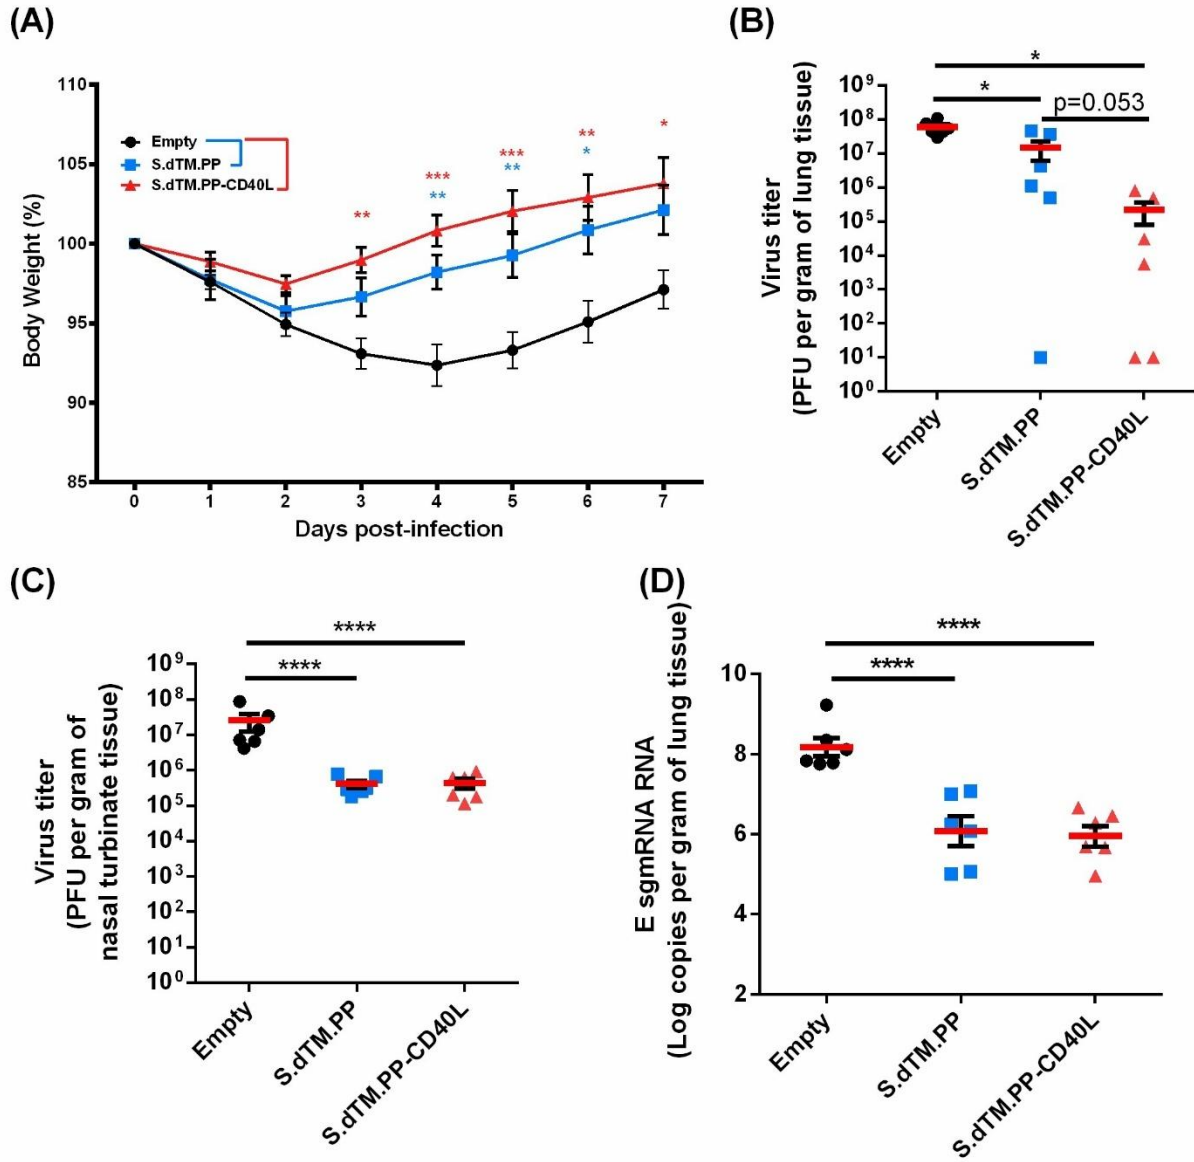 (A)
110
105
100
95
90
85
Body Weight (%)
Empty
S.dTM.PP
S.dTM.PP-CD40L
**
***
**
***
**
**
*
*
0 1 2 3 4 5 6 7
Days post-infection
(B)
*
*
p=0.053
10⁹
10⁸
10⁷
10⁶
10⁵
10⁴
10³
10²
10¹
10⁰
Virus titer
(PFU per gram of lung tissue)
Empty
S.dTM.PP
S.dTM.PP-CD40L
(C)
****
****
10⁹
10⁸
10⁷
10⁶
10⁵
10⁴
10³
10²
10¹
10⁰
Virus titer
(PFU per gram of
nasal turbinate tissue)
Empty
S.dTM.PP
S.dTM.PP-CD40L
(D)
****
****
10
8
6
4
2
E sgmRNA RNA
(Log copies per gram of lung tissue)
Empty
S.dTM.PP
S.dTM.PP-CD40L